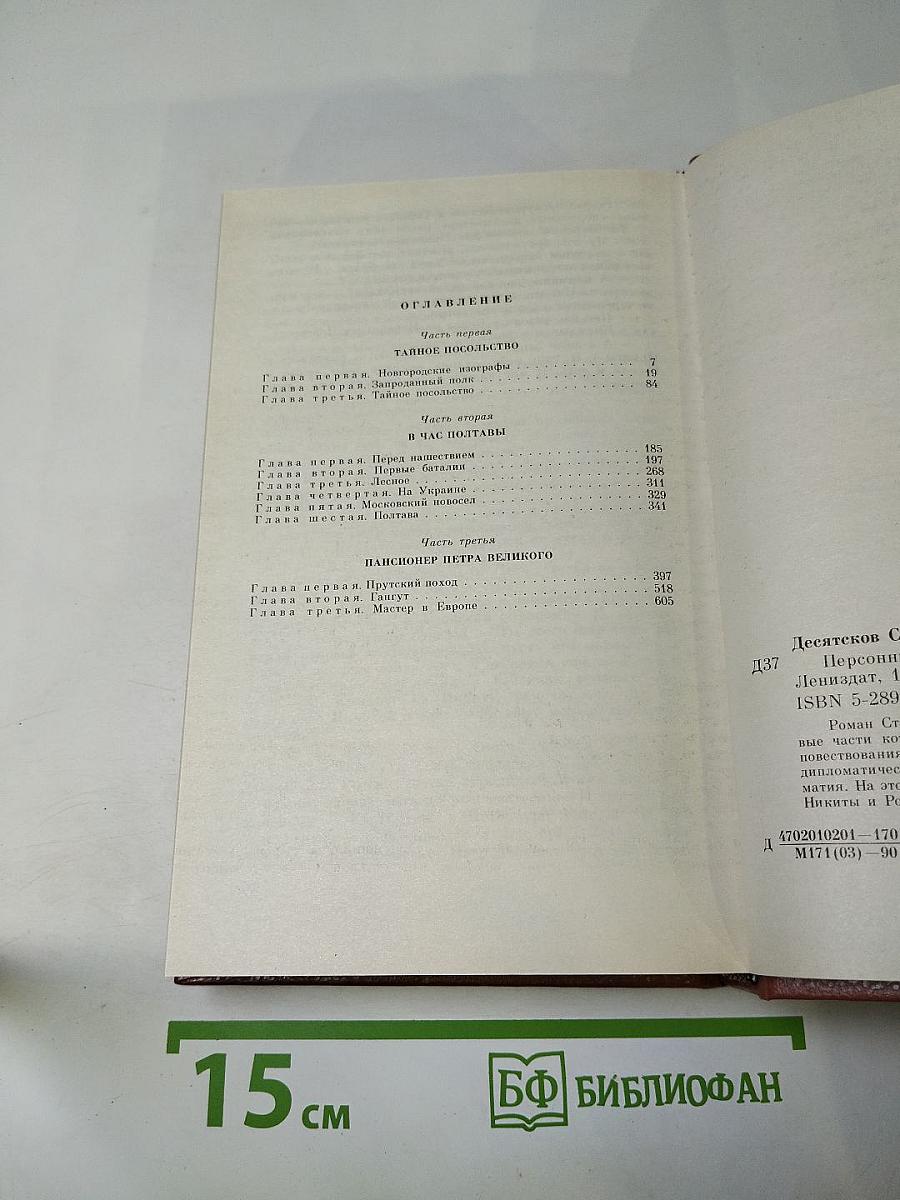 ОГЛАВЛЕНИЕ
Часть первая
ТАЙНОЕ ПОСОЛЬСТВО
Глава первая. Новгородские изографы . . . . . . . . . . . 7
Глава вторая. Запроданный полк . . . . . . . . . . . . . . 19
Глава третья. Тайное посольство . . . . . . . . . . . . . . 84
Часть вторая
В ЧАС ПОЛТАВЫ
Глава первая. Перед нашествием . . . . . . . . . . . . . . 185
Глава вторая. Первые баталии . . . . . . . . . . . . . . . 197
Глава третья. Лесное . . . . . . . . . . . . . . . . . . . . 268
Глава четвертая. На Украине . . . . . . . . . . . . . . . 311
Глава пятая. Московский новосел . . . . . . . . . . . . . 329
Глава шестая. Полтава . . . . . . . . . . . . . . . . . . . 341
Часть третья
ПАНСИОНЕР ПЕТРА ВЕЛИКОГО
Глава первая. Прутский поход . . . . . . . . . . . . . . . 397
Глава вторая. Гангут . . . . . . . . . . . . . . . . . . . . 518
Глава третья. Мастер в Европе . . . . . . . . . . . . . . 605
Десятсков С
Д37
Персонн
Лениздат, 1
ISBN 5-289
Роман Ст
вые части ко
повествования
дипломатичес
матия. На это
Никиты и Ро
Д 4702010201—170
М171(03)—90
15 см
БФ БИБЛИОФАН